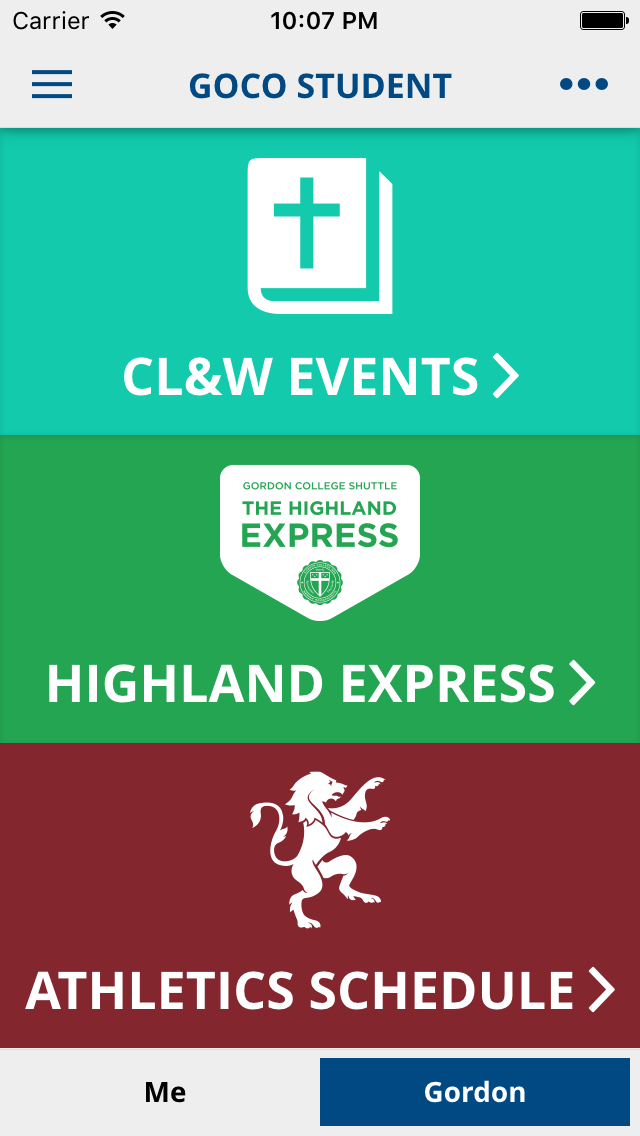 Carrier 10:07 PM
GOCO STUDENT
CL&W EVENTS
GORDON COLLEGE SHUTTLE
THE HIGHLAND
EXPRESS
HIGHLAND EXPRESS
ATHLETICS SCHEDULE
Me Gordon